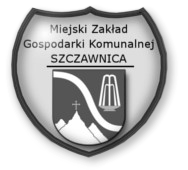 Miejski Zakład
Gospodarki Komunalnej
SZCZAWNICA